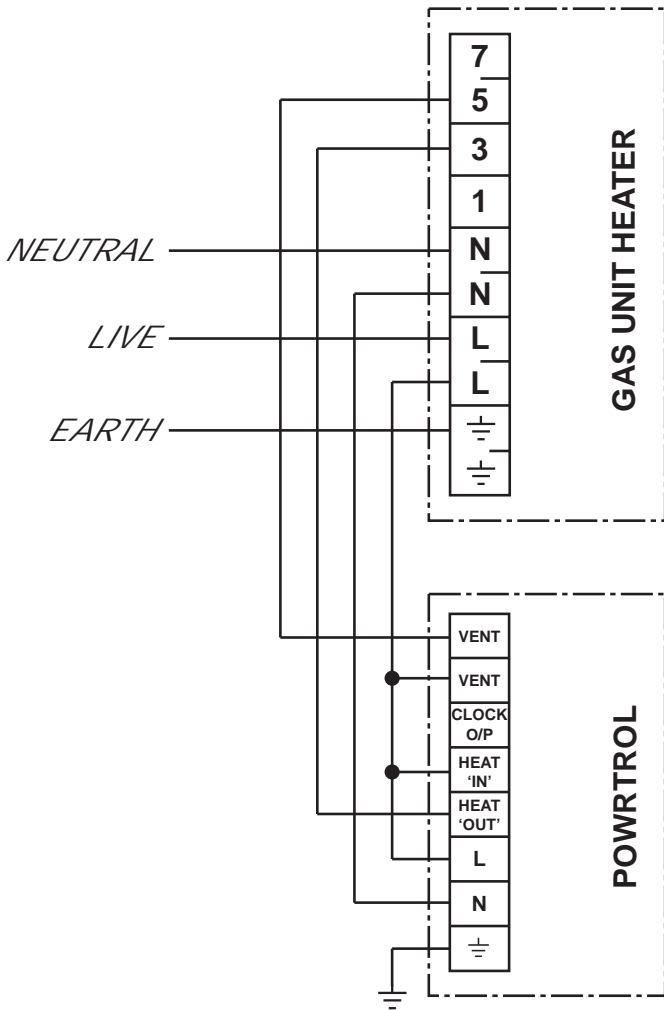 7
5
3
1
N
N
L
L
GAS UNIT HEATER
NEUTRAL
LIVE
EARTH
VENT
VENT
CLOCK
O/P
HEAT
‘IN’
HEAT
‘OUT’
L
N
POWRTROL